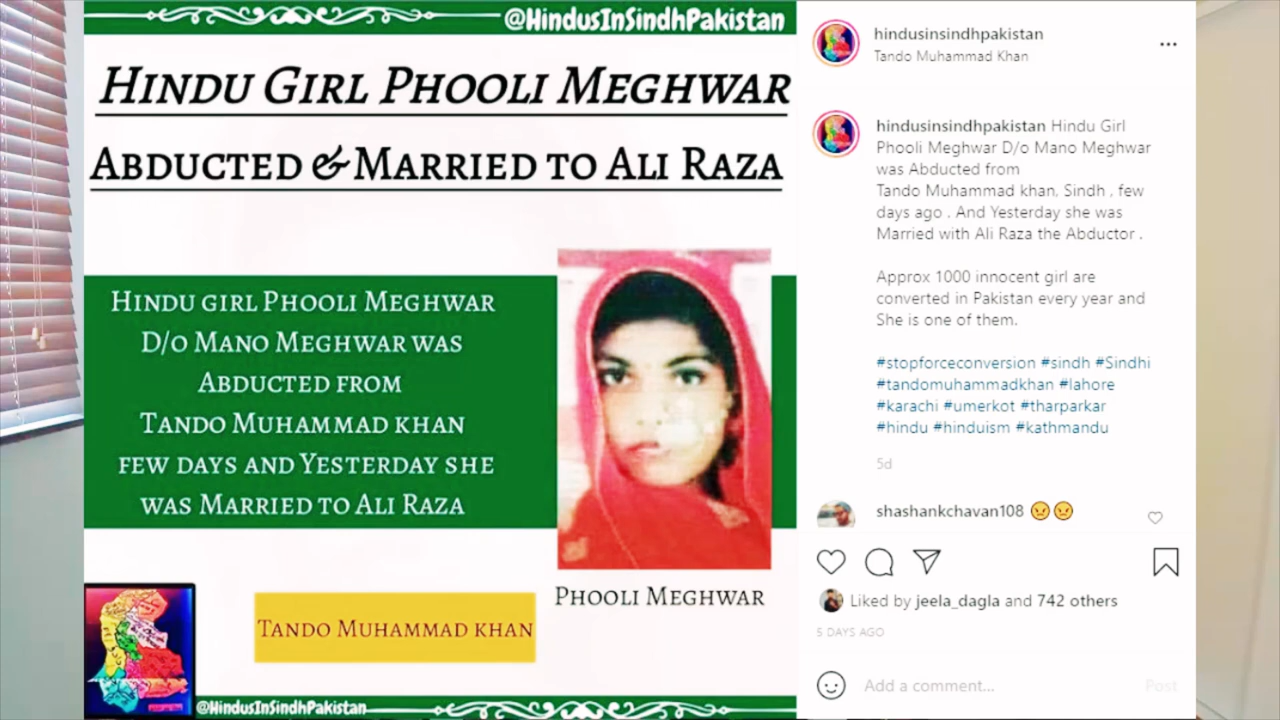 @HindusInSindhPakistan
Hindu Girl Phooli Meghwar
Abducted & Married to Ali Raza
Hindu girl Phooli Meghwar
D/o Mano Meghwar was
Abducted from
Tando Muhammad khan
few days and Yesterday she
was Married to Ali Raza
Phooli Meghwar
Tando Muhammad khan
@HindusInSindhPakistan
hindusinsindhpakistan
Tando Muhammad Khan
hindusinsindhpakistan Hindu Girl
Phooli Meghwar D/o Mano Meghwar
was Abducted from
Tando Muhammad khan, Sindh , few
days ago . And Yesterday she was
Married with Ali Raza the Abductor .
Approx 1000 innocent girl are
converted in Pakistan every year and
She is one of them.
#stopforceconversion #sindh #Sindhi
#tandomuhammadkhan #lahore
#karachi #umerkot #tharparkar
#hindu #hinduism #kathmandu
5d
shashankchavan108 😠😠
Liked by jeela_dagla and 742 others
5 DAYS AGO
Add a comment...
Post